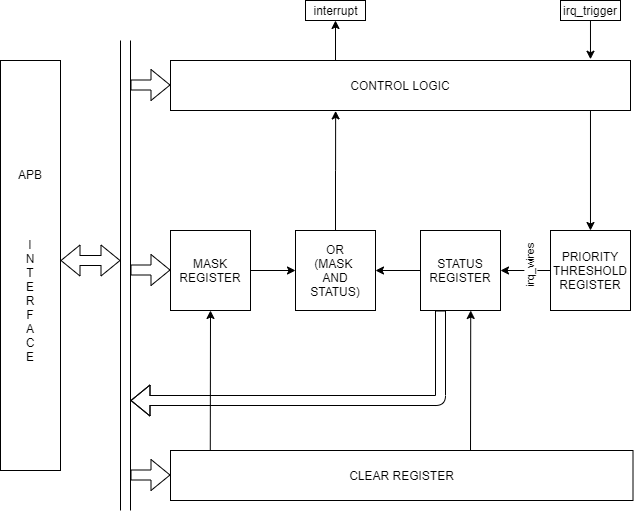 interrupt
irq_trigger
CONTROL LOGIC
APB
I
N
T
E
R
F
A
C
E
MASK
REGISTER
OR
(MASK
AND
STATUS)
STATUS
REGISTER
irq_wires
PRIORITY
THRESHOLD
REGISTER
CLEAR REGISTER